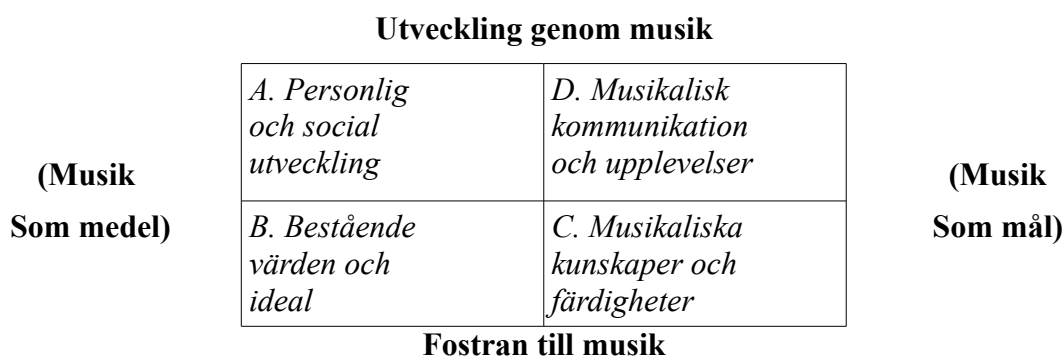 Utveckling genom musik
A. Personlig
och social
utveckling
D. Musikalisk
kommunikation
och upplevelser
(Musik
Som medel)
(Musik
Som mål)
B. Bestående
värden och
ideal
C. Musikaliska
kunskaper och
färdigheter
Fostran till musik